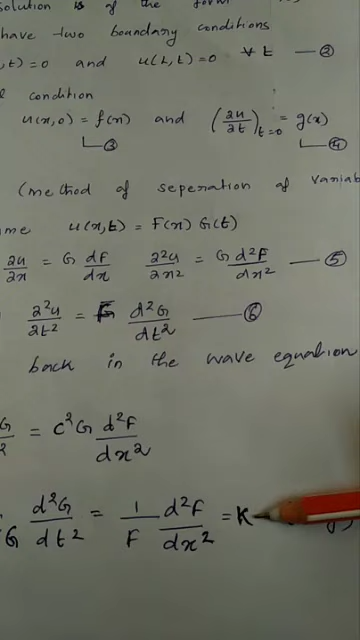 solution is of the form
have two boundary conditions
,t) = 0 and u(L,t) = 0 ∀ t — ②
condition
u(x,0) = f(x) and (∂u/∂t)t=0 = g(x)
③ ④
(method of seperation of variab
ume u(x,t) = F(x) G(t)
∂u/∂x = G dF/dx ∂²u/∂x² = G d²F/dx² — ⑤
∂²u/∂t² = F d²G/dt² — ⑥
back in the wave equation
= c²G d²F/dx²
G d²G/dt² = 1/F d²F/dx² = K